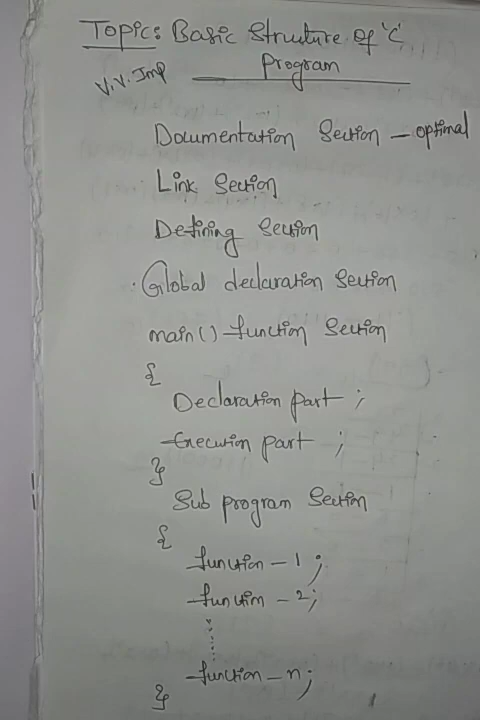 Topic: Basic Structure of 'C'
Program
V.V. Imp
Documentation Section - optimal
Link Section
Defining Section
Global declaration Section
main() function Section
{
Declaration part ;
Execution part ;
}
Sub program Section
{
function - 1 ;
function - 2;
function - n;
}